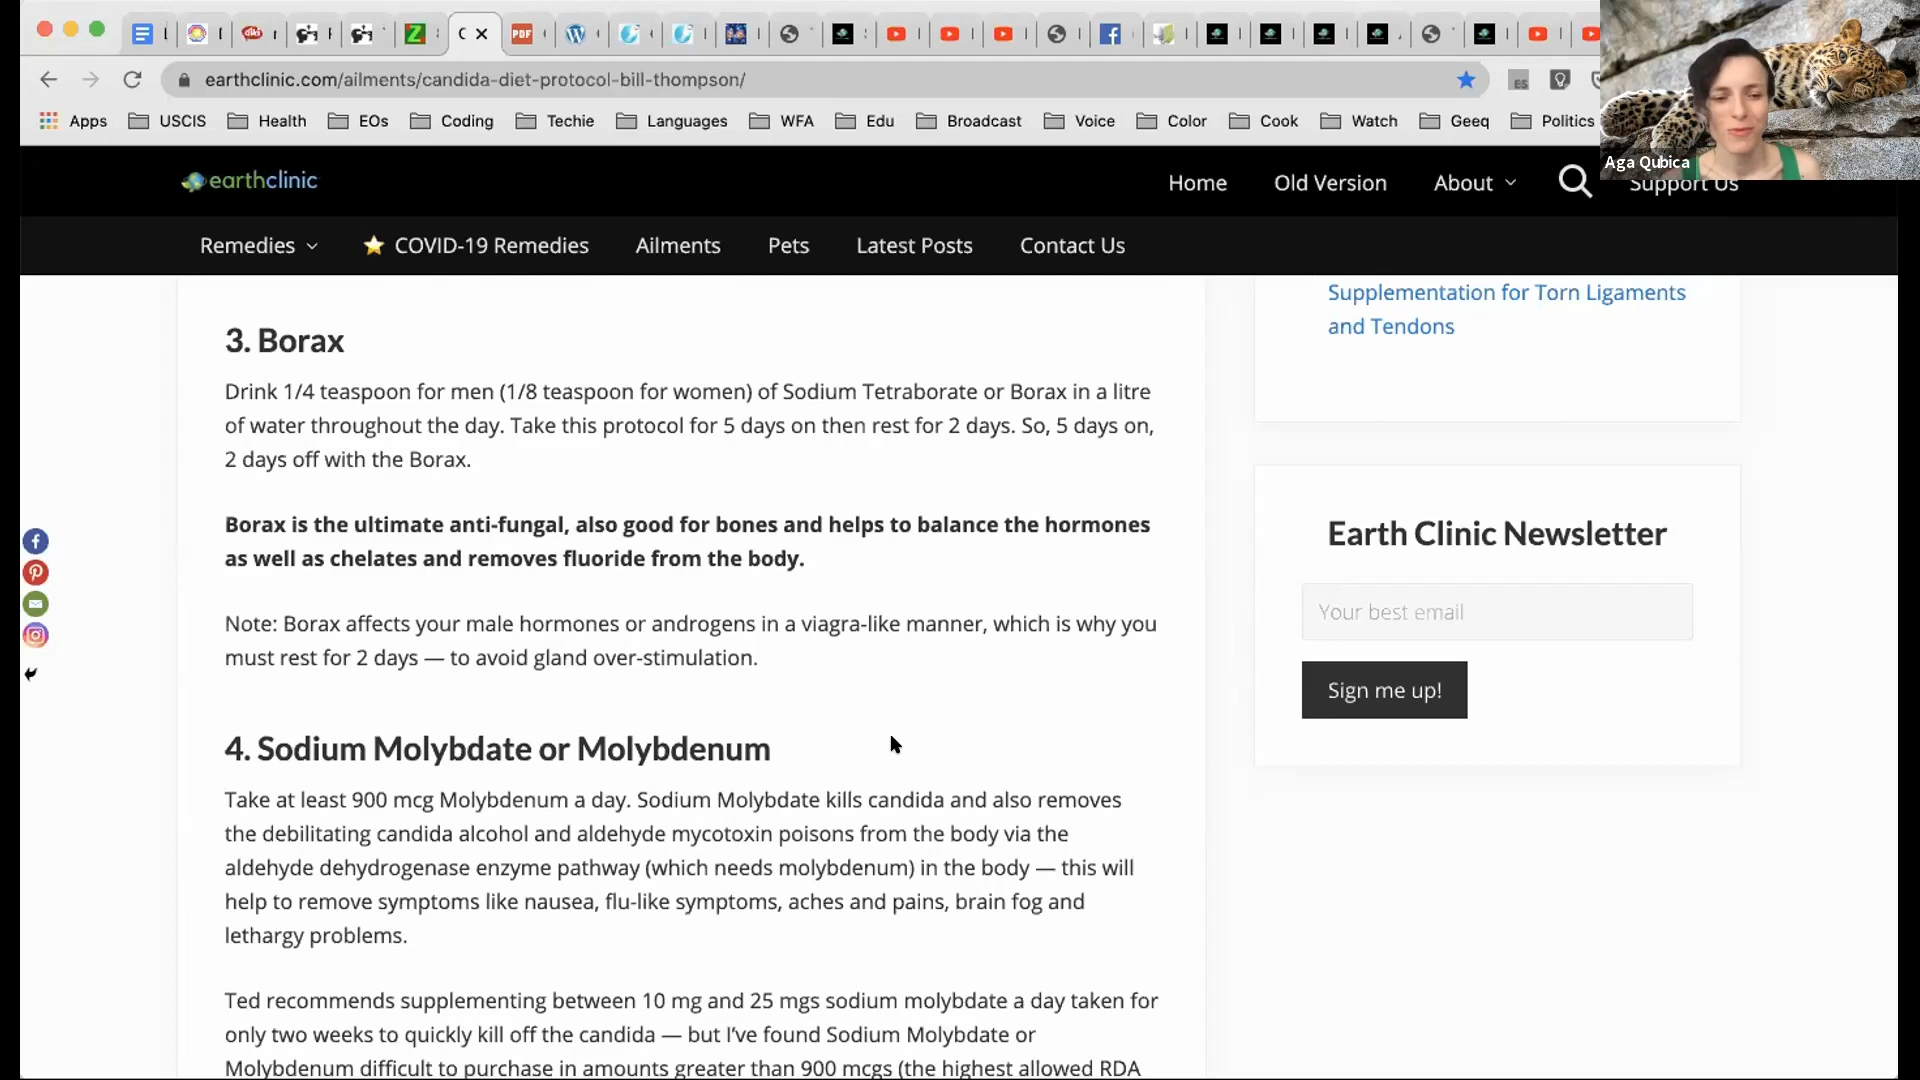 earthclinic.com/ailments/candida-diet-protocol-bill-thompson/
Apps USCIS Health EOs Coding Techie Languages WFA Edu Broadcast Voice Color Cook Watch Geeq Politics
Aga Qubica
earthclinic
Home Old Version About Support Us
Remedies COVID-19 Remedies Ailments Pets Latest Posts Contact Us
Supplementation for Torn Ligaments
and Tendons
3. Borax
Drink 1/4 teaspoon for men (1/8 teaspoon for women) of Sodium Tetraborate or Borax in a litre
of water throughout the day. Take this protocol for 5 days on then rest for 2 days. So, 5 days on,
2 days off with the Borax.
Borax is the ultimate anti-fungal, also good for bones and helps to balance the hormones
as well as chelates and removes fluoride from the body.
Note: Borax affects your male hormones or androgens in a viagra-like manner, which is why you
must rest for 2 days — to avoid gland over-stimulation.
Earth Clinic Newsletter
Your best email
Sign me up!
4. Sodium Molybdate or Molybdenum
Take at least 900 mcg Molybdenum a day. Sodium Molybdate kills candida and also removes
the debilitating candida alcohol and aldehyde mycotoxin poisons from the body via the
aldehyde dehydrogenase enzyme pathway (which needs molybdenum) in the body — this will
help to remove symptoms like nausea, flu-like symptoms, aches and pains, brain fog and
lethargy problems.
Ted recommends supplementing between 10 mg and 25 mgs sodium molybdate a day taken for
only two weeks to quickly kill off the candida — but I've found Sodium Molybdate or
Molybdenum difficult to purchase in amounts greater than 900 mcgs (the highest allowed RDA